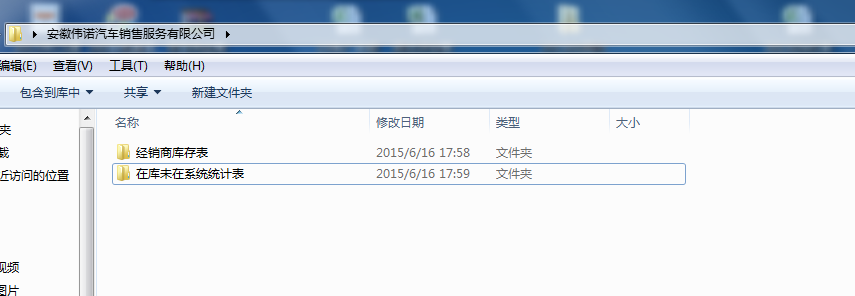 安徽伟诺汽车销售服务有限公司
编辑(E) 查看(V) 工具(T) 帮助(H)
包含到库中 共享 新建文件夹
名称 修改日期 类型 大小
夹
载
近访问的位置
经销商库存表 2015/6/16 17:58 文件夹
在库未在系统统计表 2015/6/16 17:59 文件夹
视频
图片